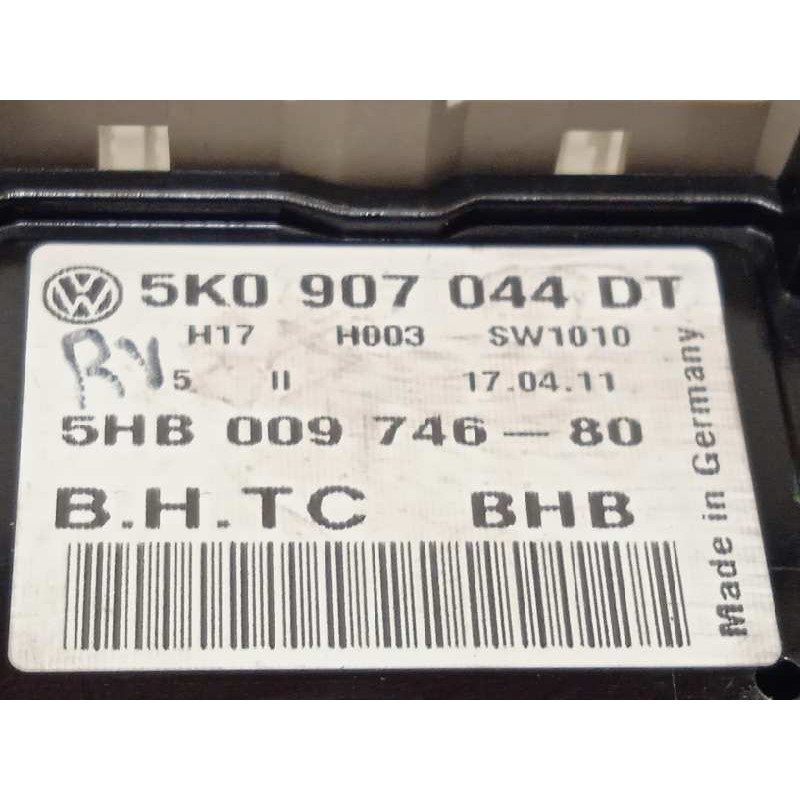 5K0 907 044 DT
H17 H003 SW1010
5 II 17.04.11
5HB 009 746-80
B.H.TC BHB
Made in Germany